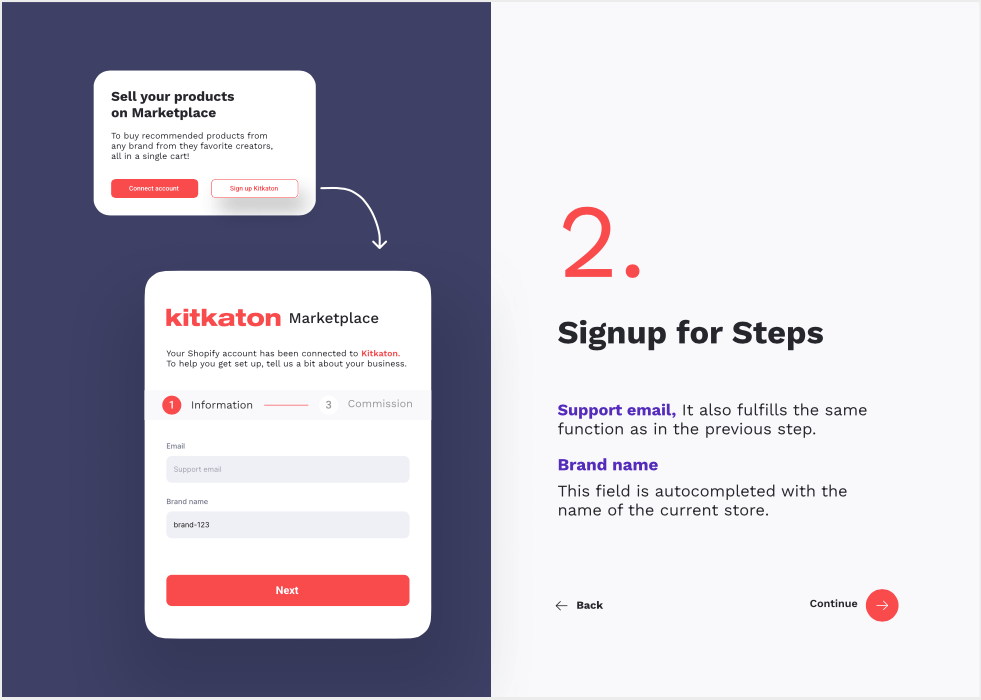 Sell your products
on Marketplace
To buy recommended products from
any brand from they favorite creators,
all in a single cart!
Connect account
Sign up Kitkaton
kitkaton Marketplace
Your Shopify account has been connected to Kitkaton.
To help you get set up, tell us a bit about your business.
1 Information 3 Commission
Email
Support email
Brand name
brand-123
Next
2.
Signup for Steps
Support email, It also fulfills the same
function as in the previous step.
Brand name
This field is autocompleted with the
name of the current store.
Back
Continue